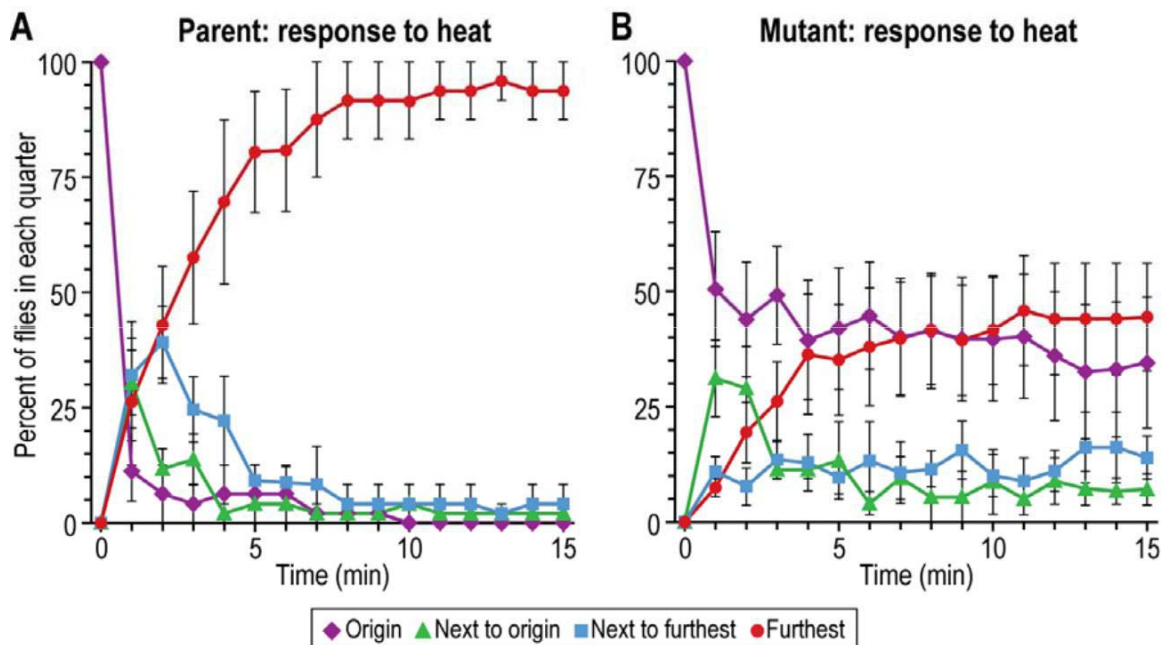 A Parent: response to heat
B Mutant: response to heat
Percent of flies in each quarter
100
75
50
25
0
0 5 10 15
Time (min)
100
75
50
25
0
0 5 10 15
Time (min)
Origin Next to origin Next to furthest Furthest